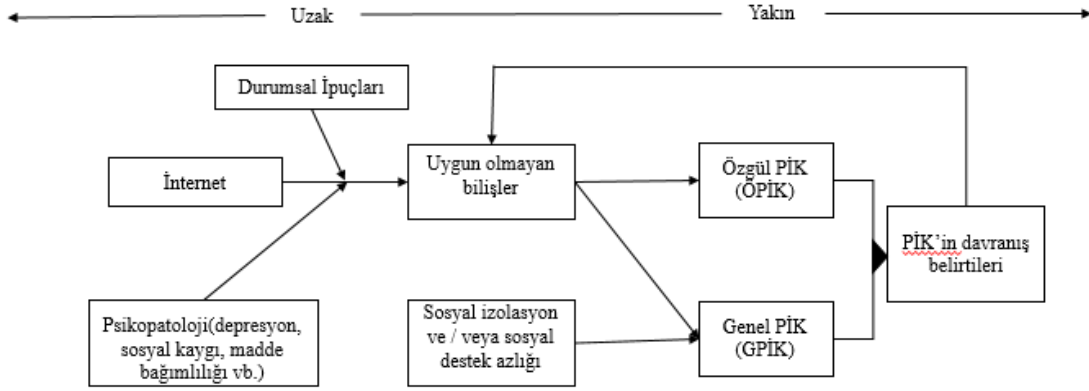 Uzak
Yakın
Durumsal İpuçları
İnternet
Uygun olmayan
bilişler
Özgül PİK
(ÖPİK)
PİK’in davranış
belirtileri
Psikopatoloji(depresyon,
sosyal kaygı, madde
bağımlılığı vb.)
Sosyal izolasyon
ve / veya sosyal
destek azlığı
Genel PİK
(GPİK)